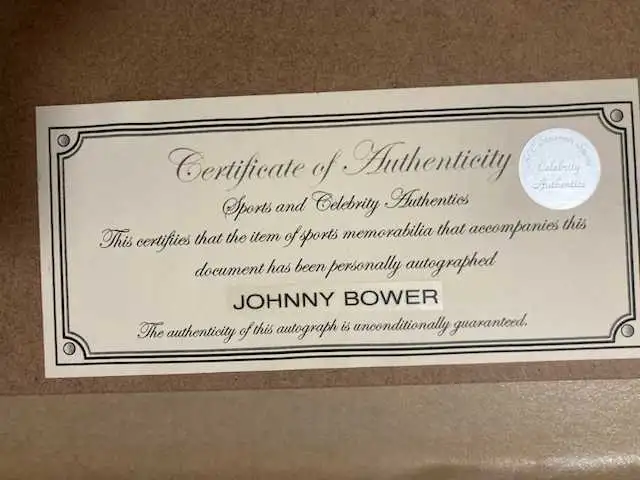 Certificate of Authenticity
Sports and Celebrity Authentics
This certifiies that the item of sports memorabilia that accompanies this
document has been personally autographed
JOHNNY BOWER
The authenticity of this autograph is unconditionally guaranteed.
Celebrity
Authentics